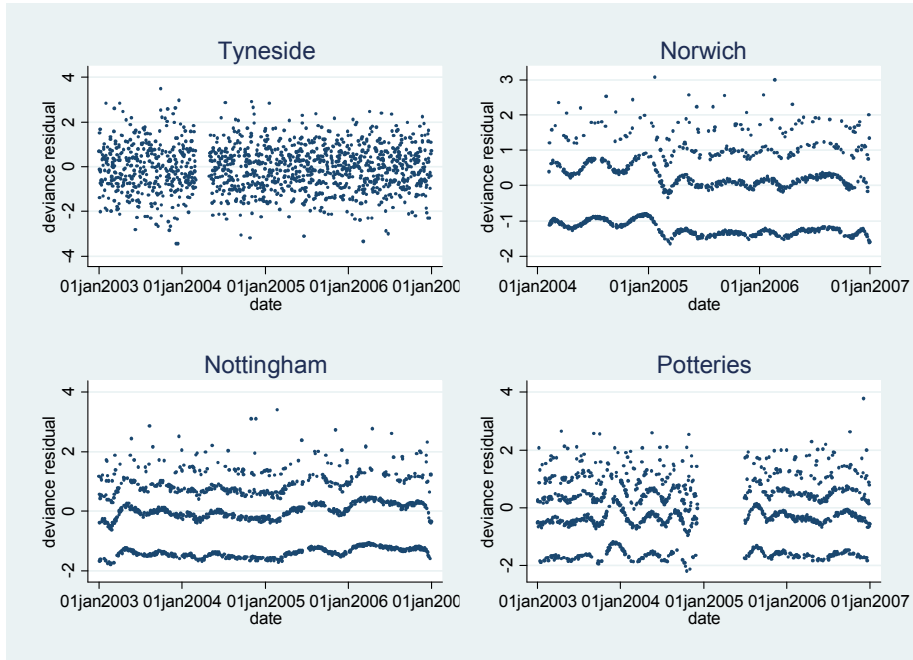 Tyneside
deviance residual
4
2
0
-2
-4
01jan2003 01jan2004 01jan2005 01jan2006 01jan200
date
Norwich
deviance residual
3
2
1
0
-1
-2
01jan2004 01jan2005 01jan2006 01jan2007
date
Nottingham
deviance residual
4
2
0
-2
01jan2003 01jan2004 01jan2005 01jan2006 01jan200
date
Potteries
deviance residual
4
2
0
-2
01jan2003 01jan2004 01jan2005 01jan2006 01jan2007
date